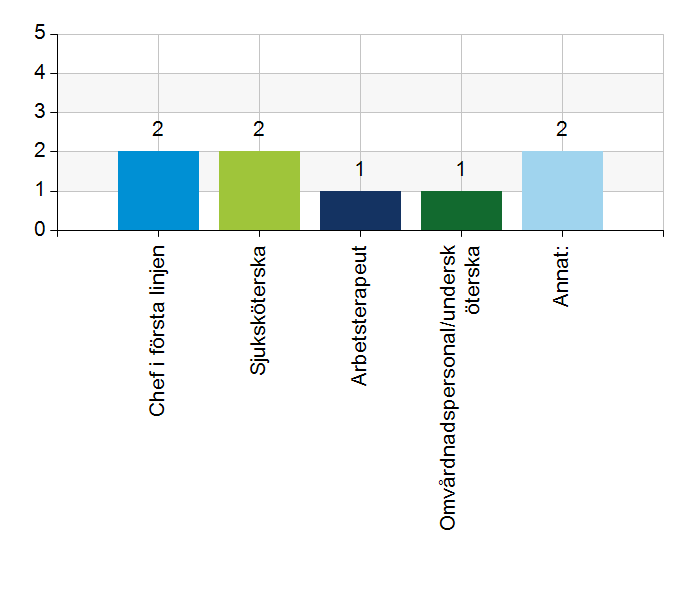 5
4
3
2
1
0
2
2
1
1
2
Chef i första linjen
Sjuksköterska
Arbetsterapeut
Omvårdnadspersonal/undersk
öterska
Annat: